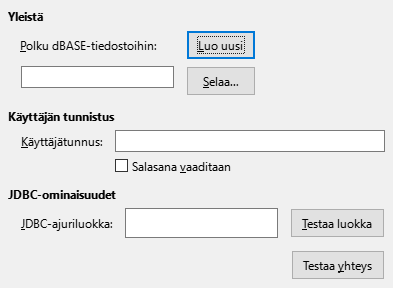 Yleistä
Polku dBASE-tiedostoihin:
Luo uusi
Selaa...
Käyttäjän tunnistus
Käyttäjätunnus:
Salasana vaaditaan
JDBC-ominaisuudet
JDBC-ajuriluokka:
Testaa luokka
Testaa yhteys